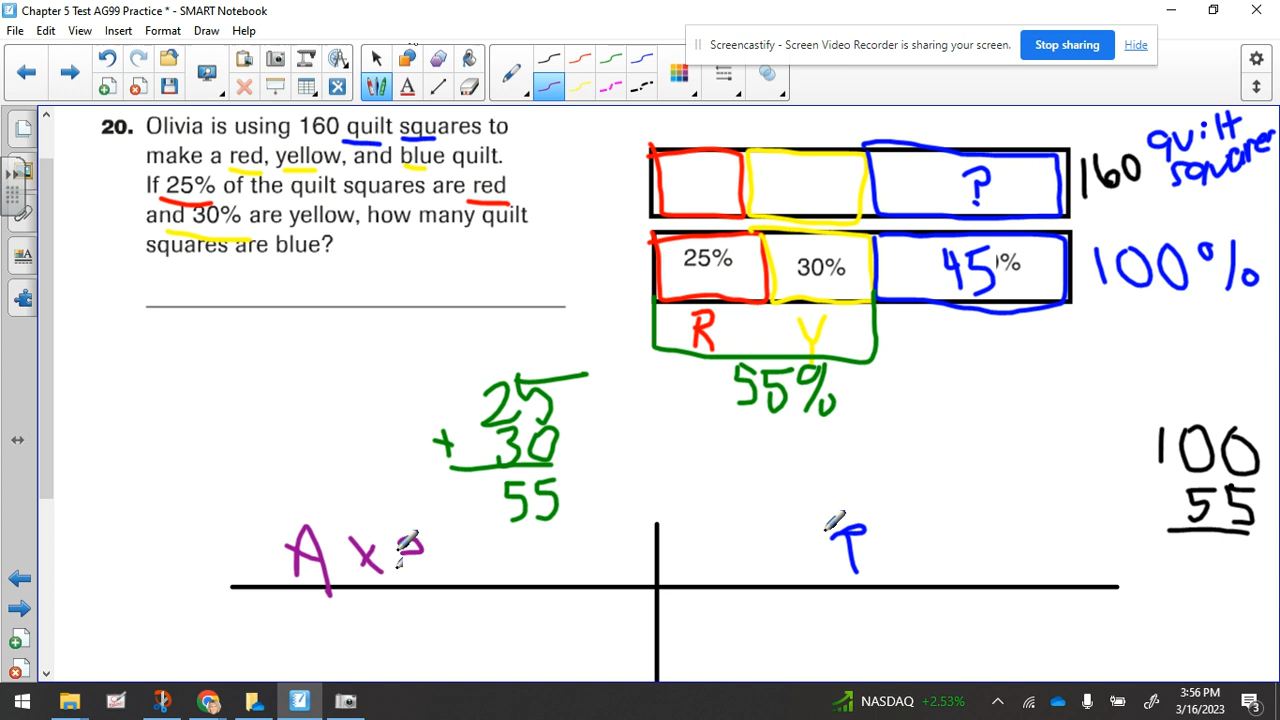 Chapter 5 Test AG99 Practice * - SMART Notebook
File Edit View Insert Format Draw Help
Screencastify - Screen Video Recorder is sharing your screen. Stop sharing Hide
20. Olivia is using 160 quilt squares to
make a red, yellow, and blue quilt.
If 25% of the quilt squares are red
and 30% are yellow, how many quilt
squares are blue?
? 160 quilt
squares
25% 30% 45% 100%
R Y
55%
25
+ 30
55
100
55
A x
T
NASDAQ +2.53%
3:56 PM
3/16/2023
3